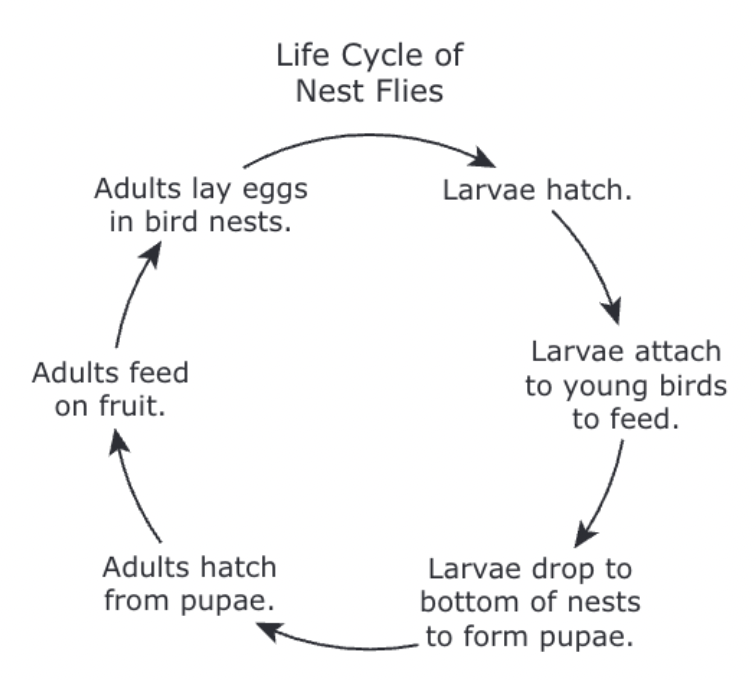 Life Cycle of
Nest Flies
Adults lay eggs
in bird nests.
Larvae hatch.
Larvae attach
to young birds
to feed.
Larvae drop to
bottom of nests
to form pupae.
Adults hatch
from pupae.
Adults feed
on fruit.